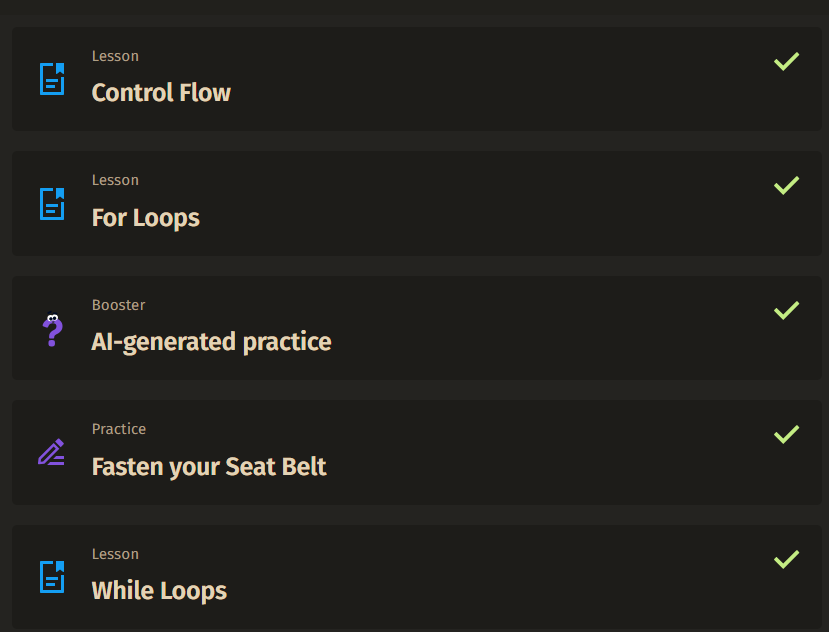 Lesson
Control Flow
Lesson
For Loops
Booster
AI-generated practice
Practice
Fasten your Seat Belt
Lesson
While Loops